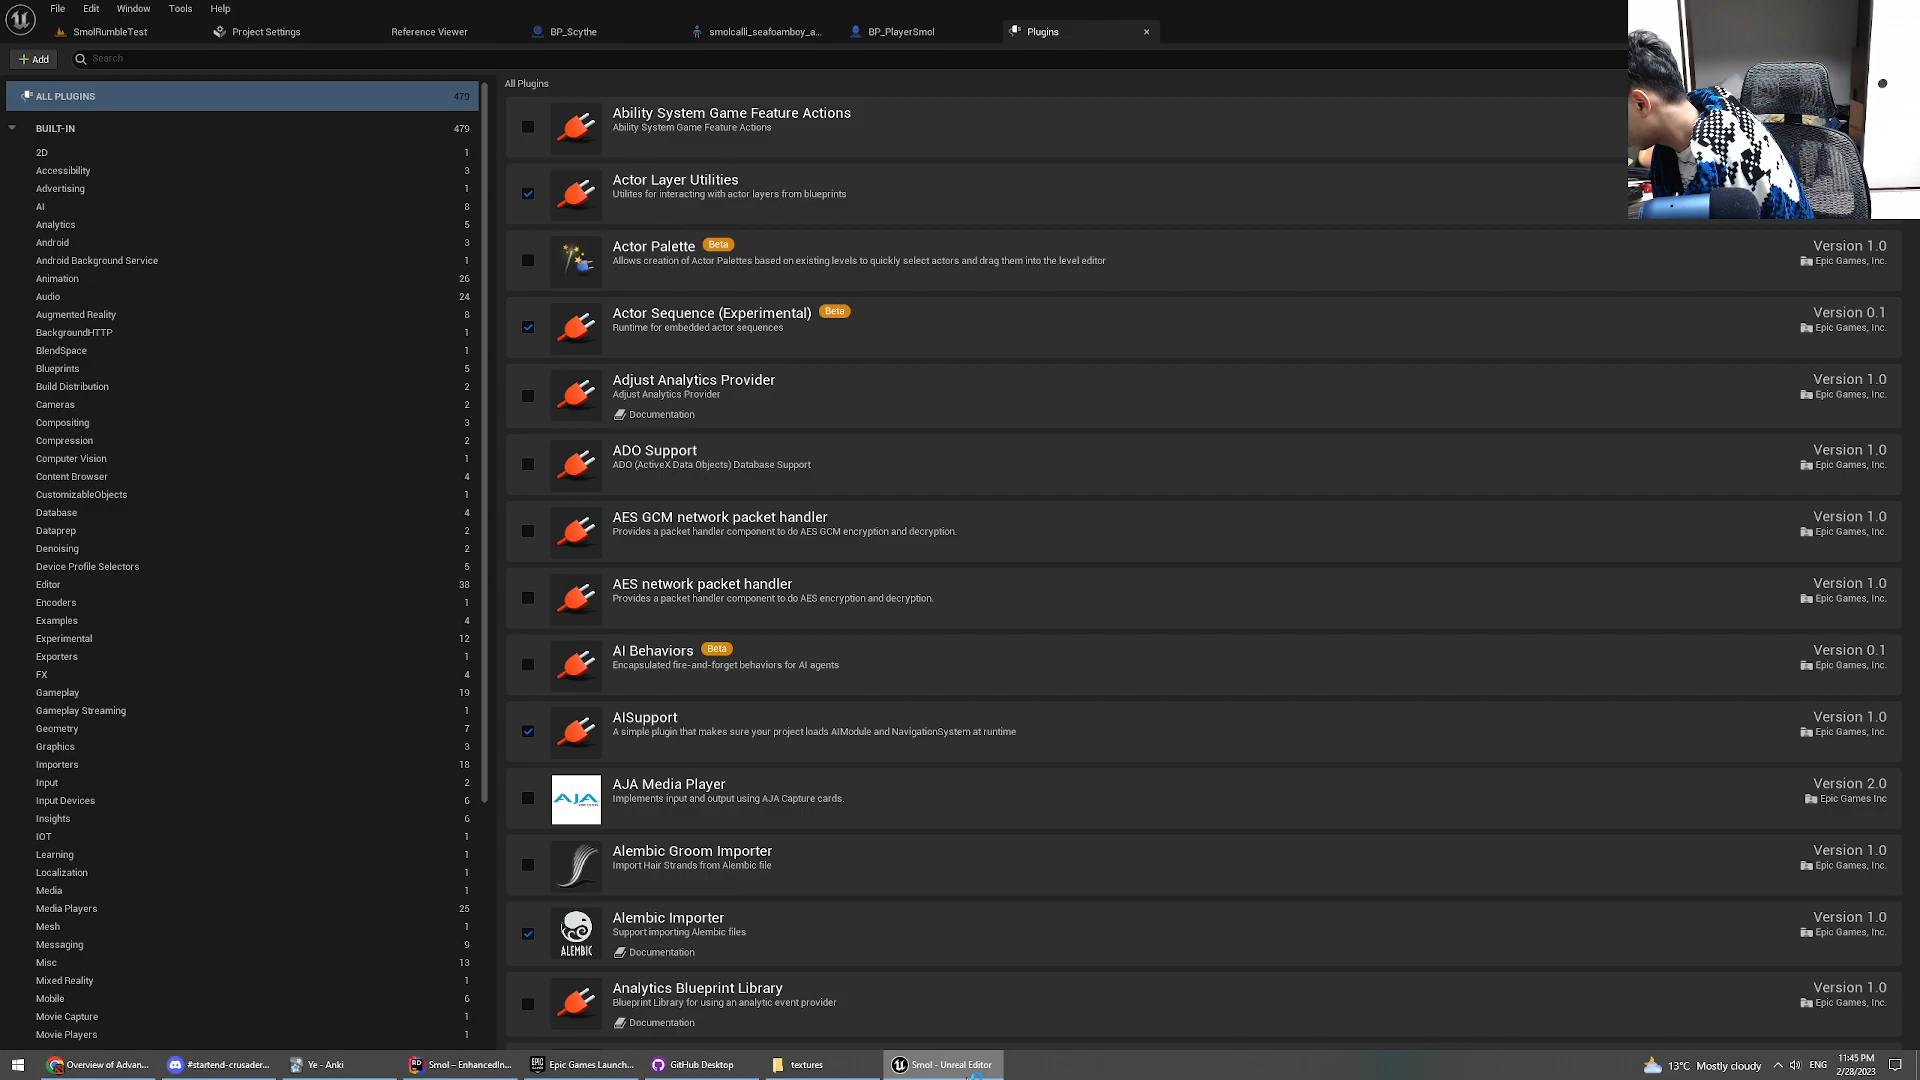 File Edit Window Tools Help
SmolRumbleTest Project Settings Reference Viewer BP_Scythe smolcalli_seafoamboy_a... BP_PlayerSmol Plugins
Add Search
ALL PLUGINS 479
BUILT-IN 479
2D 1
Accessibility 3
Advertising 1
AI 8
Analytics 5
Android 3
Android Background Service 1
Animation 26
Audio 24
Augmented Reality 8
BackgroundHTTP 1
BlendSpace 1
Blueprints 5
Build Distribution 2
Cameras 2
Compositing 3
Compression 2
Computer Vision 1
Content Browser 4
CustomizableObjects 1
Database 4
Dataprep 2
Denoising 2
Device Profile Selectors 5
Editor 38
Encoders 1
Examples 4
Experimental 12
Exporters 1
FX 4
Gameplay 19
Gameplay Streaming 1
Geometry 7
Graphics 3
Importers 18
Input 2
Input Devices 6
Insights 6
IOT 1
Learning 1
Localization 1
Media 1
Media Players 25
Mesh 1
Messaging 9
Misc 13
Mixed Reality 1
Mobile 6
Movie Capture 1
Movie Players 1
All Plugins
Ability System Game Feature Actions
Ability System Game Feature Actions
Actor Layer Utilities
Utilites for interacting with actor layers from blueprints
Actor Palette Beta Version 1.0
Allows creation of Actor Palettes based on existing levels to quickly select actors and drag them into the level editor Epic Games, Inc.
Actor Sequence (Experimental) Beta Version 0.1
Runtime for embedded actor sequences Epic Games, Inc.
Adjust Analytics Provider Version 1.0
Adjust Analytics Provider Epic Games, Inc.
Documentation
ADO Support Version 1.0
ADO (ActiveX Data Objects) Database Support Epic Games, Inc.
AES GCM network packet handler Version 1.0
Provides a packet handler component to do AES GCM encryption and decryption. Epic Games, Inc.
AES network packet handler Version 1.0
Provides a packet handler component to do AES encryption and decryption. Epic Games, Inc.
AI Behaviors Beta Version 0.1
Encapsulated fire-and-forget behaviors for AI agents Epic Games, Inc.
AISupport Version 1.0
A simple plugin that makes sure your project loads AIModule and NavigationSystem at runtime Epic Games, Inc.
AJA
AJA Media Player Version 2.0
Implements input and output using AJA Capture cards. Epic Games Inc
Alembic Groom Importer Version 1.0
Import Hair Strands from Alembic file Epic Games, Inc.
Alembic Importer Version 1.0
Support importing Alembic files Epic Games, Inc.
ALEMBIC Documentation
Analytics Blueprint Library Version 1.0
Blueprint Library for using an analytic event provider Epic Games, Inc.
Documentation
Overview of Advan... #startend-crusader... Ye - Anki Smol – EnhancedIn... Epic Games Launch... GitHub Desktop textures Smol - Unreal Editor 13°C Mostly cloudy ENG 11:45 PM
2/28/2023